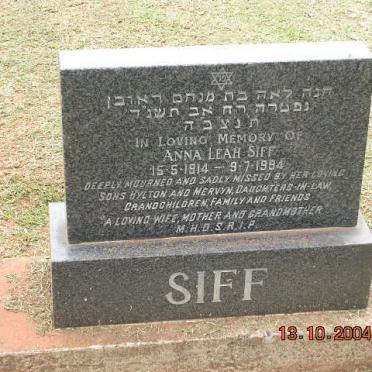 חנה לאה בת מנחם ראובן
נפטרה רח אב תשנ״ד
ת נ צ ב ה
IN LOVING MEMORY OF
ANNA LEAH SIFF
15·5·1914 - 9·7·1994
DEEPLY MOURNED AND SADLY MISSED BY HER LOVING
SONS HYLTON AND MERVYN, DAUGHTERS-IN-LAW,
GRANDCHILDREN, FAMILY AND FRIENDS
A LOVING WIFE, MOTHER AND GRANDMOTHER
M.H.D.S.R.I.P.
SIFF
13.10.2004